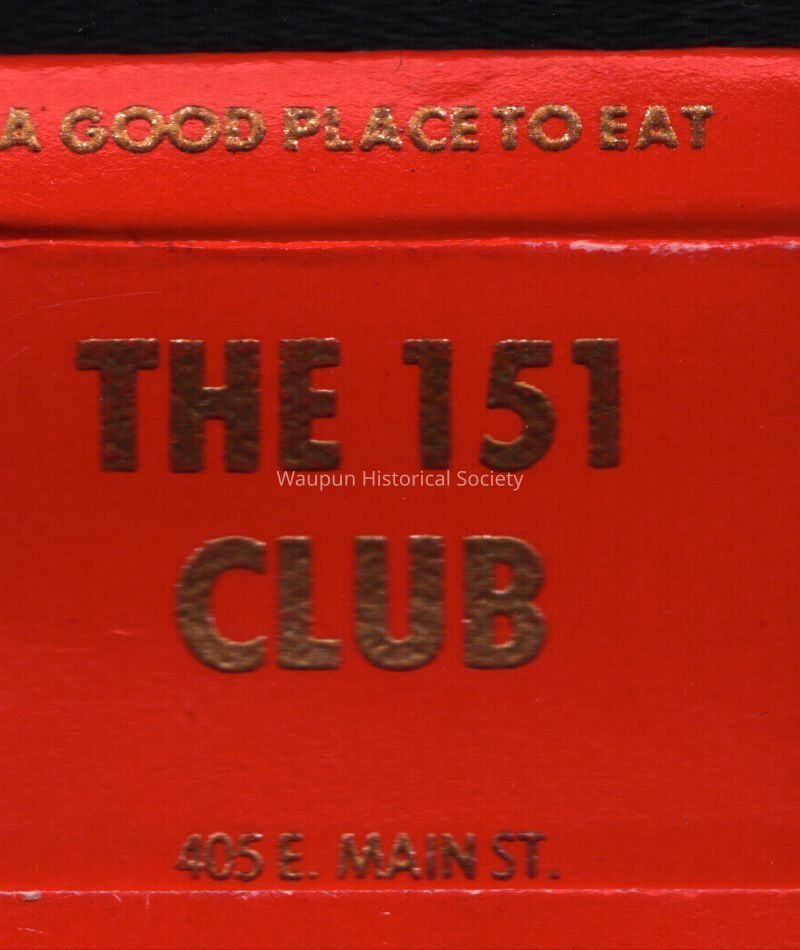 A GOOD PLACE TO EAT
THE 151
Waupun Historical Society
CLUB
405 E. MAIN ST.